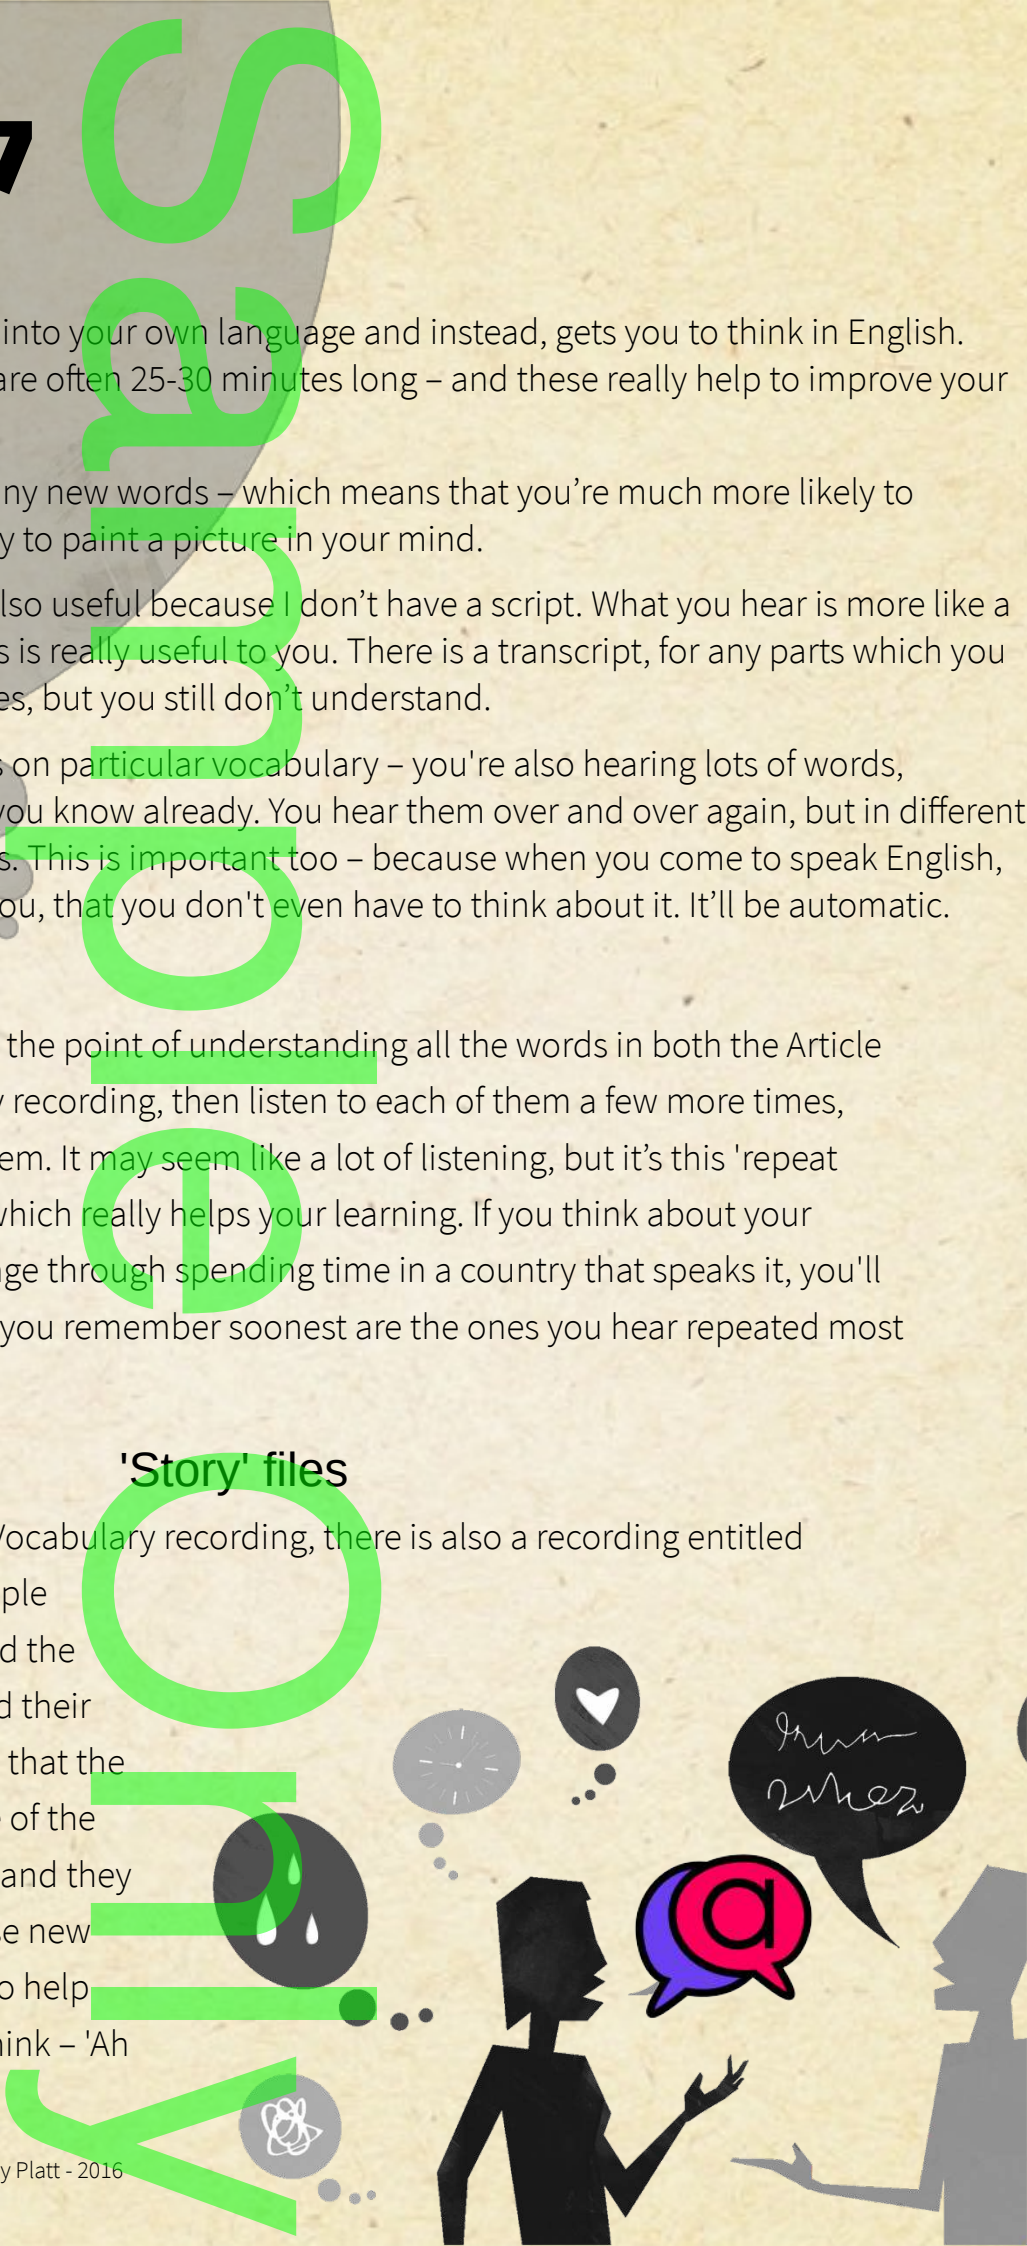 into your own language and instead, gets you to think in English.
are often 25-30 minutes long – and these really help to improve your
new words – which means that you’re much more likely to
to paint a picture in your mind.
useful because I don’t have a script. What you hear is more like a
is really useful to you. There is a transcript, for any parts which you
but you still don’t understand.
on particular vocabulary – you're also hearing lots of words,
you know already. You hear them over and over again, but in different
This is important too – because when you come to speak English,
that you don't even have to think about it. It’ll be automatic.
the point of understanding all the words in both the Article
recording, then listen to each of them a few more times,
It may seem like a lot of listening, but it’s this 'repeat
which really helps your learning. If you think about your
through spending time in a country that speaks it, you'll
you remember soonest are the ones you hear repeated most
'Story' files
Vocabulary recording, there is also a recording entitled
the
their
that the
of the
and they
new
help
– 'Ah
Platt - 2016
Sample Only
a